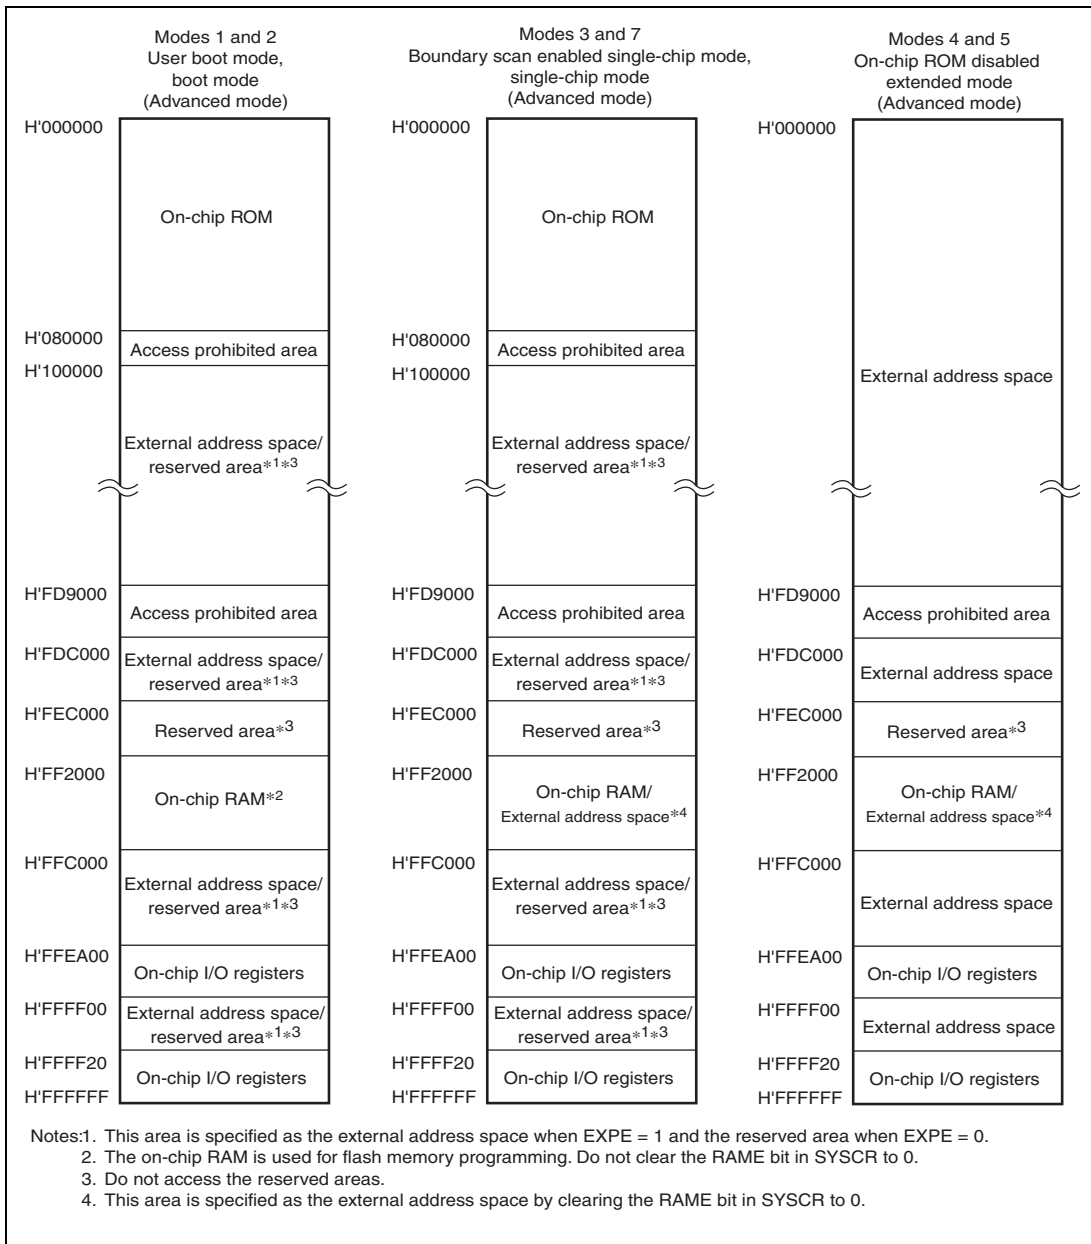 Modes 1 and 2
User boot mode,
boot mode
(Advanced mode)
H'000000
On-chip ROM
H'080000
Access prohibited area
H'100000
External address space/
reserved area*1*3
H'FD9000
Access prohibited area
H'FDC000
External address space/
reserved area*1*3
H'FEC000
Reserved area*3
H'FF2000
On-chip RAM*2
H'FFC000
External address space/
reserved area*1*3
H'FFEA00
On-chip I/O registers
H'FFFF00
External address space/
reserved area*1*3
H'FFFF20
On-chip I/O registers
H'FFFFFF
Modes 3 and 7
Boundary scan enabled single-chip mode,
single-chip mode
(Advanced mode)
H'000000
On-chip ROM
H'080000
Access prohibited area
H'100000
External address space/
reserved area*1*3
H'FD9000
Access prohibited area
H'FDC000
External address space/
reserved area*1*3
H'FEC000
Reserved area*3
H'FF2000
On-chip RAM/
External address space*4
H'FFC000
External address space/
reserved area*1*3
H'FFEA00
On-chip I/O registers
H'FFFF00
External address space/
reserved area*1*3
H'FFFF20
On-chip I/O registers
H'FFFFFF
Modes 4 and 5
On-chip ROM disabled
extended mode
(Advanced mode)
H'000000
External address space
H'FD9000
Access prohibited area
H'FDC000
External address space
H'FEC000
Reserved area*3
H'FF2000
On-chip RAM/
External address space*4
H'FFC000
External address space
H'FFEA00
On-chip I/O registers
H'FFFF00
External address space
H'FFFF20
On-chip I/O registers
H'FFFFFF
Notes:1. This area is specified as the external address space when EXPE = 1 and the reserved area when EXPE = 0.
2. The on-chip RAM is used for flash memory programming. Do not clear the RAME bit in SYSCR to 0.
3. Do not access the reserved areas.
4. This area is specified as the external address space by clearing the RAME bit in SYSCR to 0.